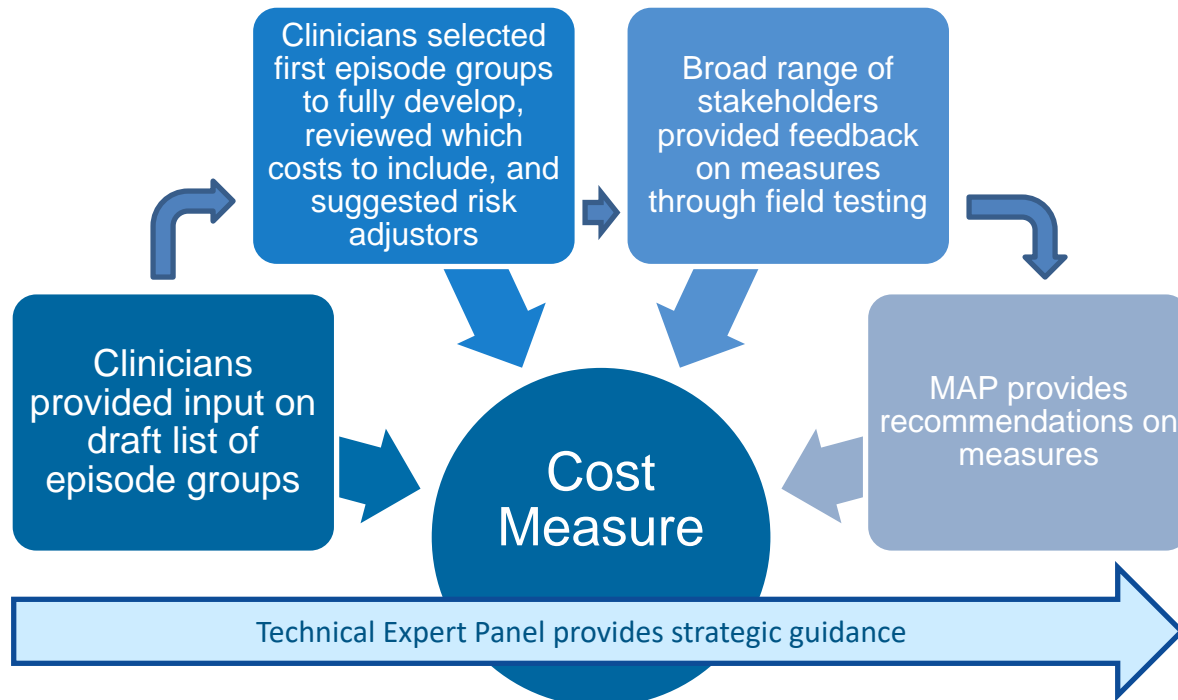 Clinicians
provided input on
draft list of
episode groups
Clinicians selected
first episode groups
to fully develop,
reviewed which
costs to include, and
suggested risk
adjustors
Broad range of
stakeholders
provided feedback
on measures
through field testing
MAP provides
recommendations on
measures
Cost
Measure
Technical Expert Panel provides strategic guidance